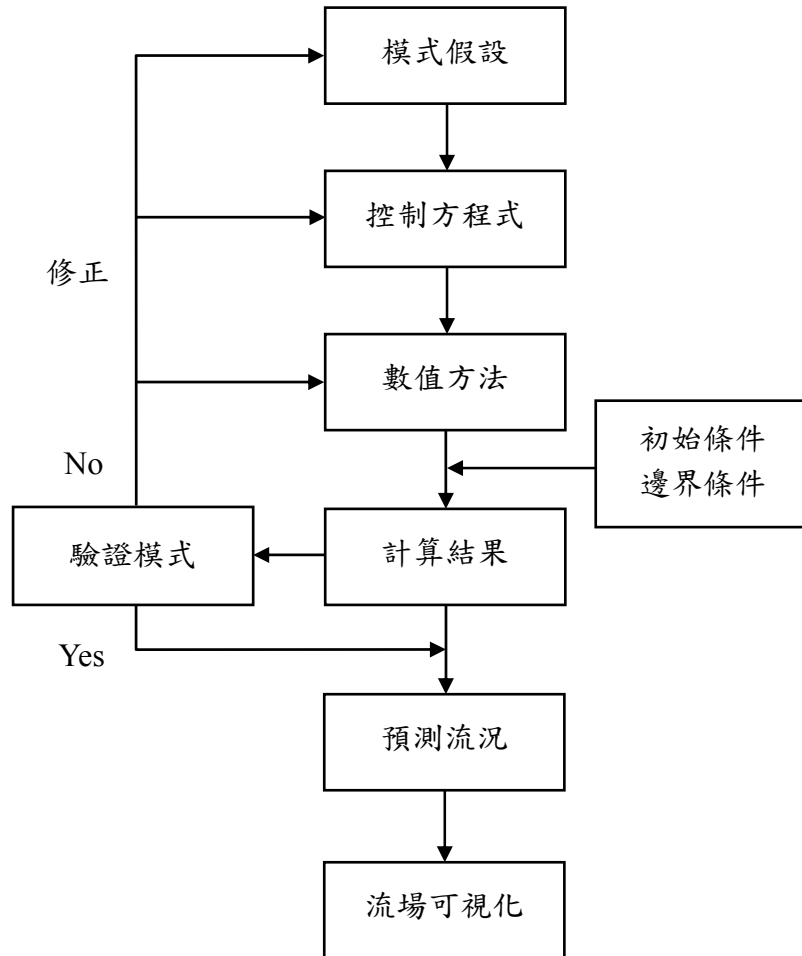 模式假設
控制方程式
修正
數值方法
初始條件
邊界條件
No
驗證模式
計算結果
Yes
預測流況
流場可視化